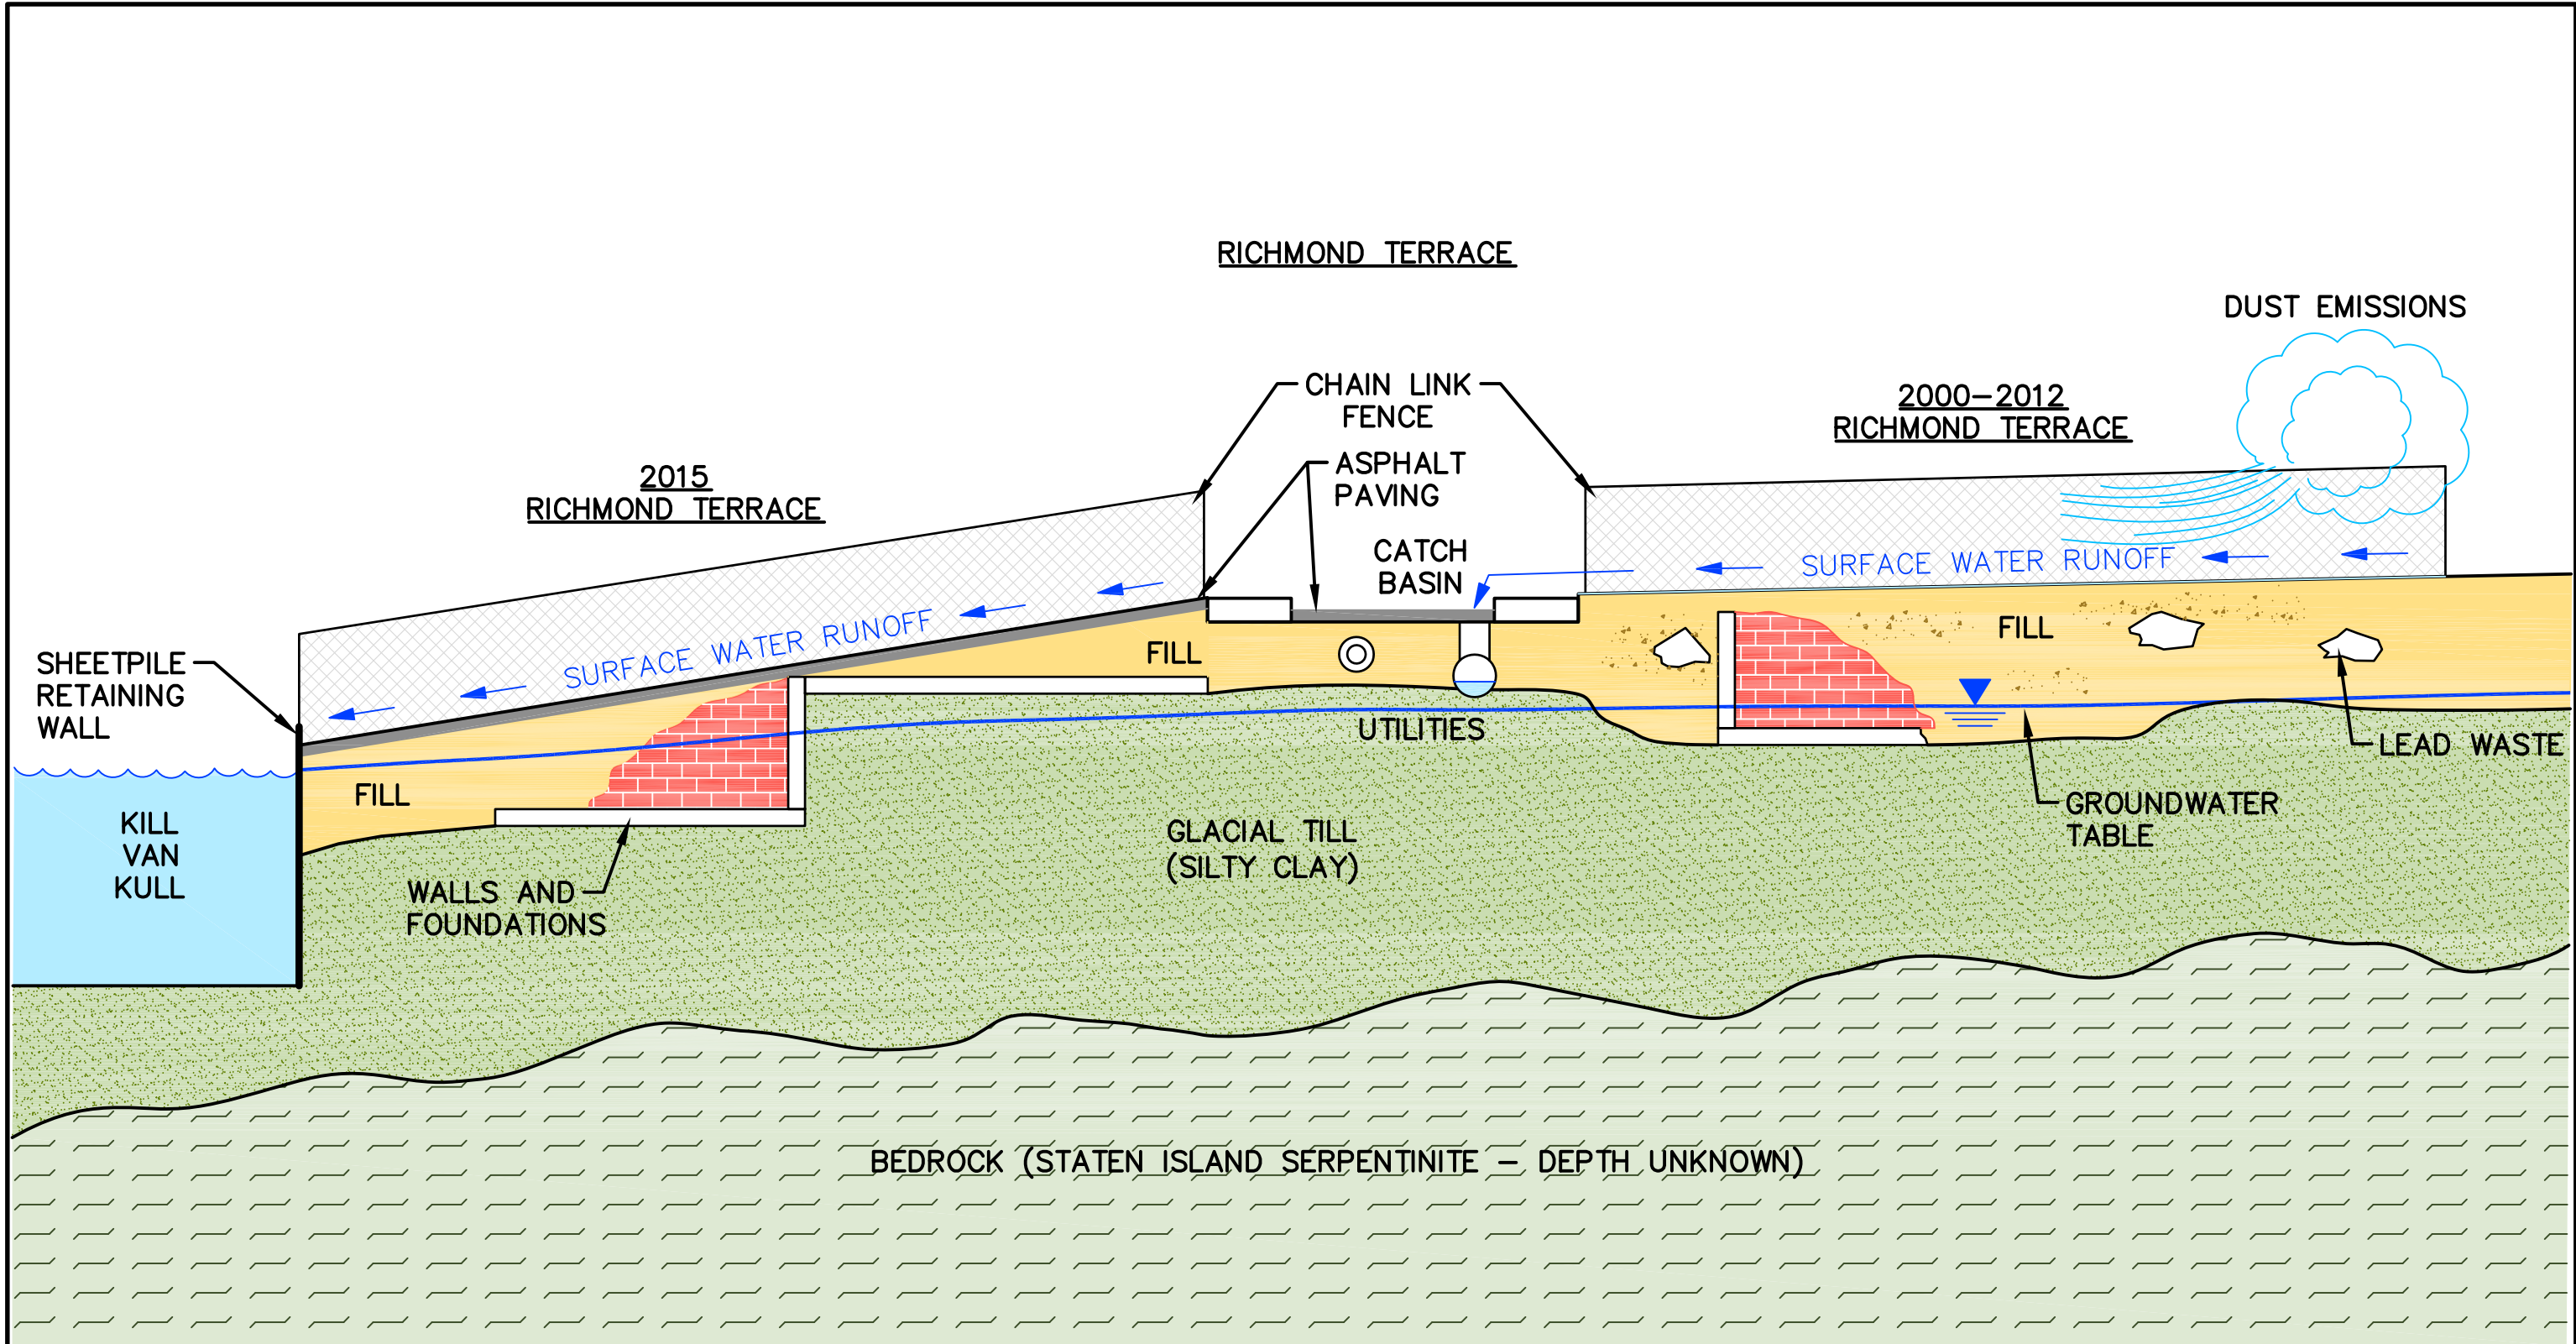 RICHMOND TERRACE
DUST EMISSIONS
CHAIN LINK
FENCE
2000-2012
RICHMOND TERRACE
ASPHALT
PAVING
2015
RICHMOND TERRACE
CATCH
BASIN
SURFACE WATER RUNOFF
SURFACE WATER RUNOFF
FILL
FILL
SHEETPILE
RETAINING
WALL
UTILITIES
LEAD WASTE
FILL
GROUNDWATER
TABLE
KILL
VAN
KULL
GLACIAL TILL
(SILTY CLAY)
WALLS AND
FOUNDATIONS
BEDROCK (STATEN ISLAND SERPENTINITE - DEPTH UNKNOWN)